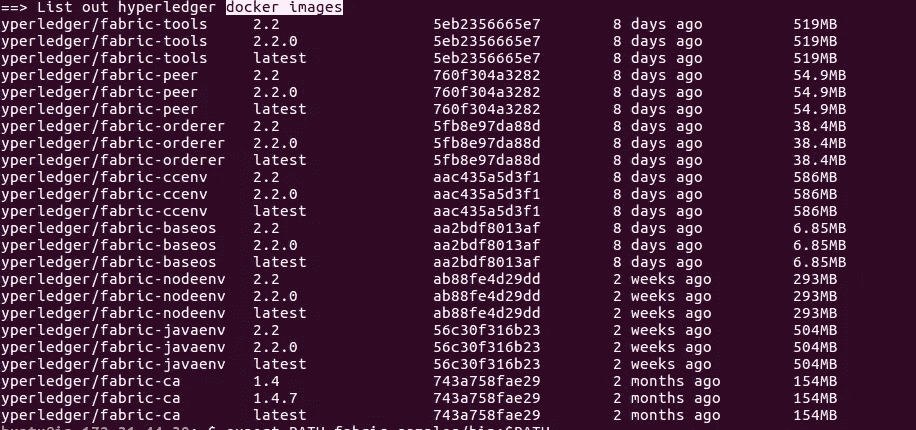 ==> List out hyperledger docker images
yperledger/fabric-tools 2.2 5eb2356665e7 8 days ago 519MB
yperledger/fabric-tools 2.2.0 5eb2356665e7 8 days ago 519MB
yperledger/fabric-tools latest 5eb2356665e7 8 days ago 519MB
yperledger/fabric-peer 2.2 760f304a3282 8 days ago 54.9MB
yperledger/fabric-peer 2.2.0 760f304a3282 8 days ago 54.9MB
yperledger/fabric-peer latest 760f304a3282 8 days ago 54.9MB
yperledger/fabric-orderer 2.2 5fb8e97da88d 8 days ago 38.4MB
yperledger/fabric-orderer 2.2.0 5fb8e97da88d 8 days ago 38.4MB
yperledger/fabric-orderer latest 5fb8e97da88d 8 days ago 38.4MB
yperledger/fabric-ccenv 2.2 aac435a5d3f1 8 days ago 586MB
yperledger/fabric-ccenv 2.2.0 aac435a5d3f1 8 days ago 586MB
yperledger/fabric-ccenv latest aac435a5d3f1 8 days ago 586MB
yperledger/fabric-baseos 2.2 aa2bdf8013af 8 days ago 6.85MB
yperledger/fabric-baseos 2.2.0 aa2bdf8013af 8 days ago 6.85MB
yperledger/fabric-baseos latest aa2bdf8013af 8 days ago 6.85MB
yperledger/fabric-nodeenv 2.2 ab88fe4d29dd 2 weeks ago 293MB
yperledger/fabric-nodeenv 2.2.0 ab88fe4d29dd 2 weeks ago 293MB
yperledger/fabric-nodeenv latest ab88fe4d29dd 2 weeks ago 293MB
yperledger/fabric-javaenv 2.2 56c30f316b23 2 weeks ago 504MB
yperledger/fabric-javaenv 2.2.0 56c30f316b23 2 weeks ago 504MB
yperledger/fabric-javaenv latest 56c30f316b23 2 weeks ago 504MB
yperledger/fabric-ca 1.4 743a758fae29 2 months ago 154MB
yperledger/fabric-ca 1.4.7 743a758fae29 2 months ago 154MB
yperledger/fabric-ca latest 743a758fae29 2 months ago 154MB